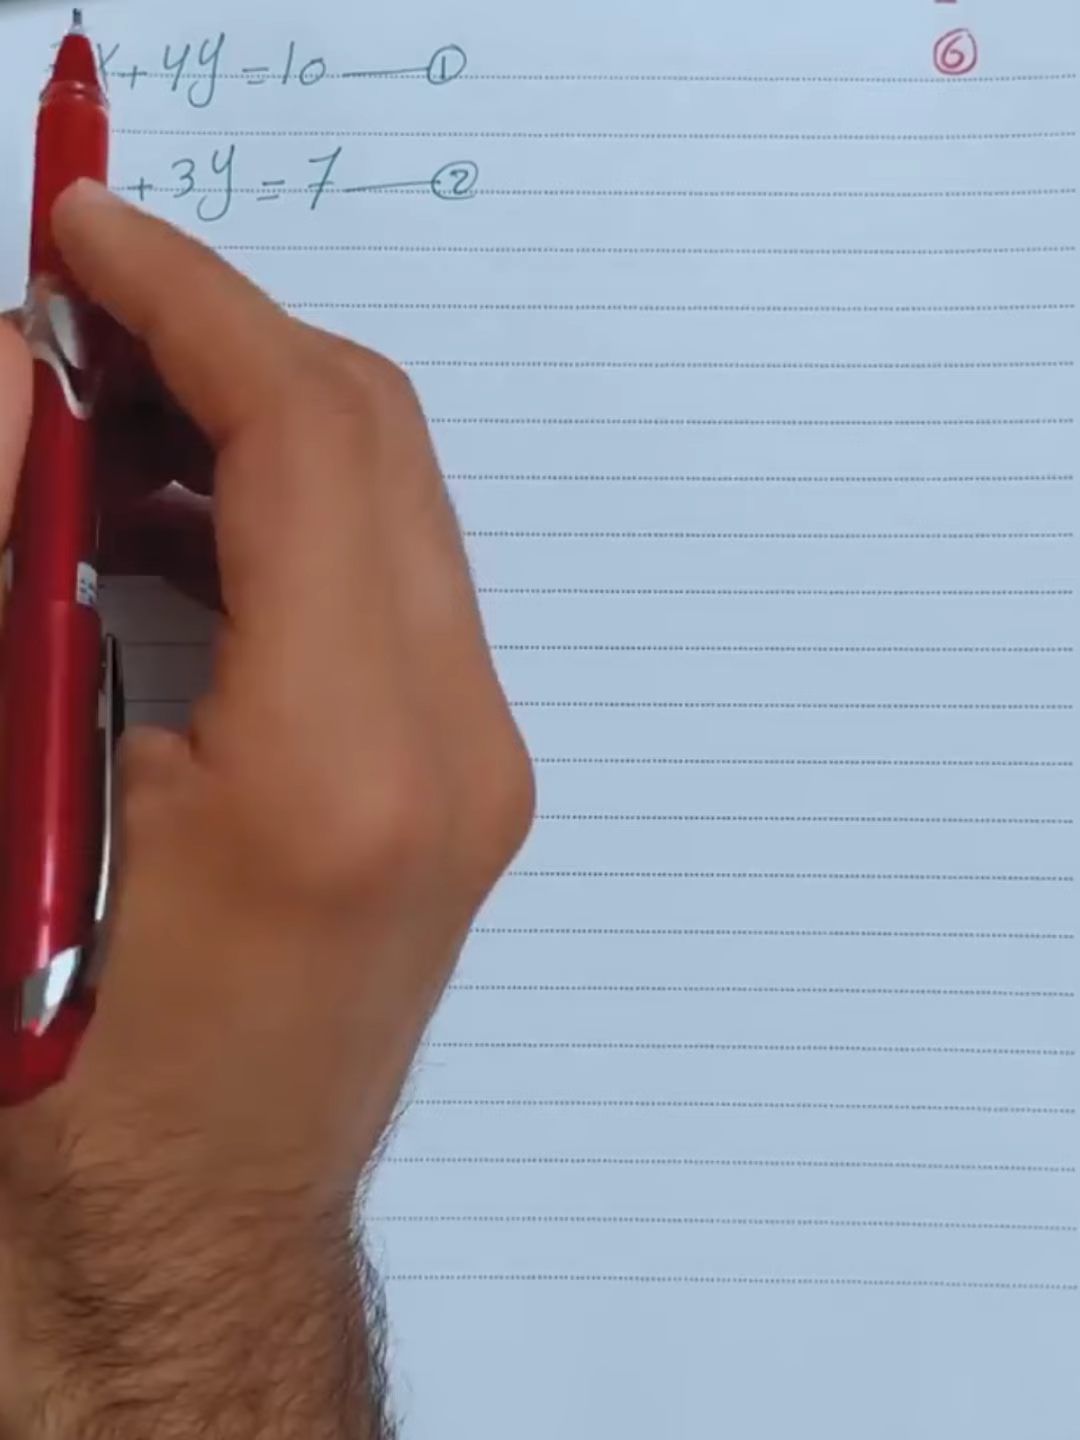 x+4y=10 — ①
⑥
+3y=7 — ②